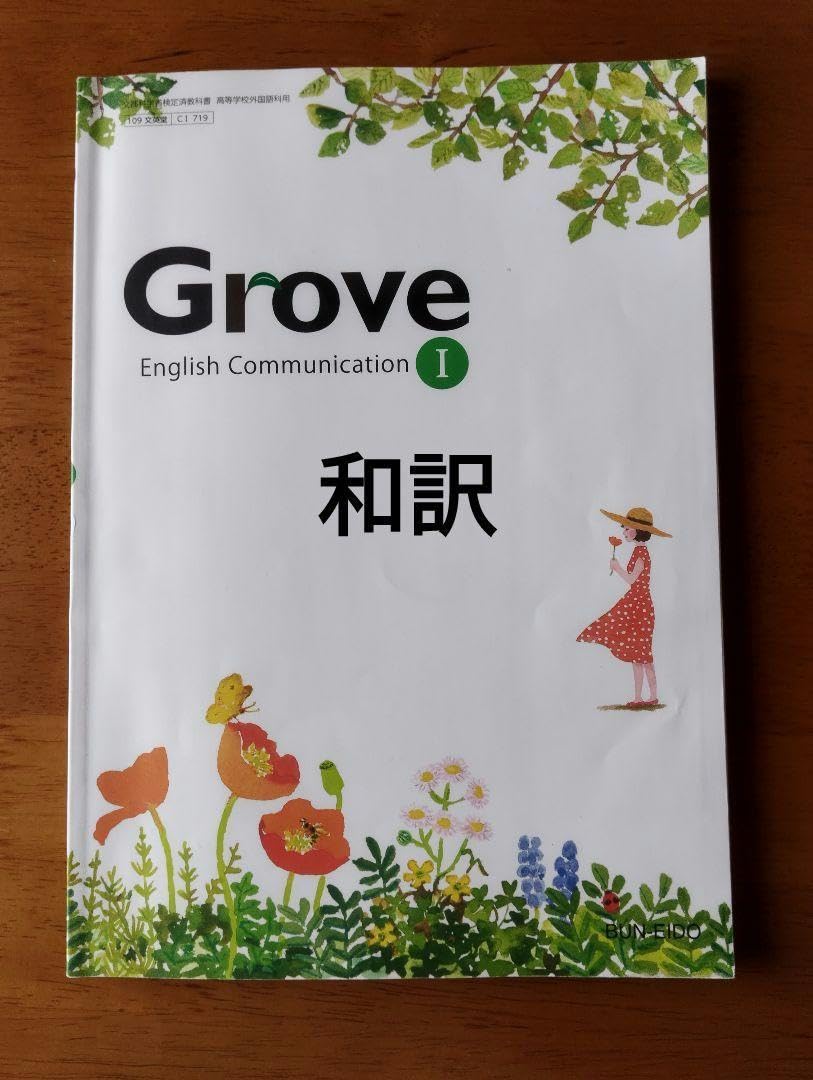 文部科学省検定済教科書 高等学校外国語科用
109 文英堂 CI 719
Grove
English Communication I
和訳
BUN-EIDO